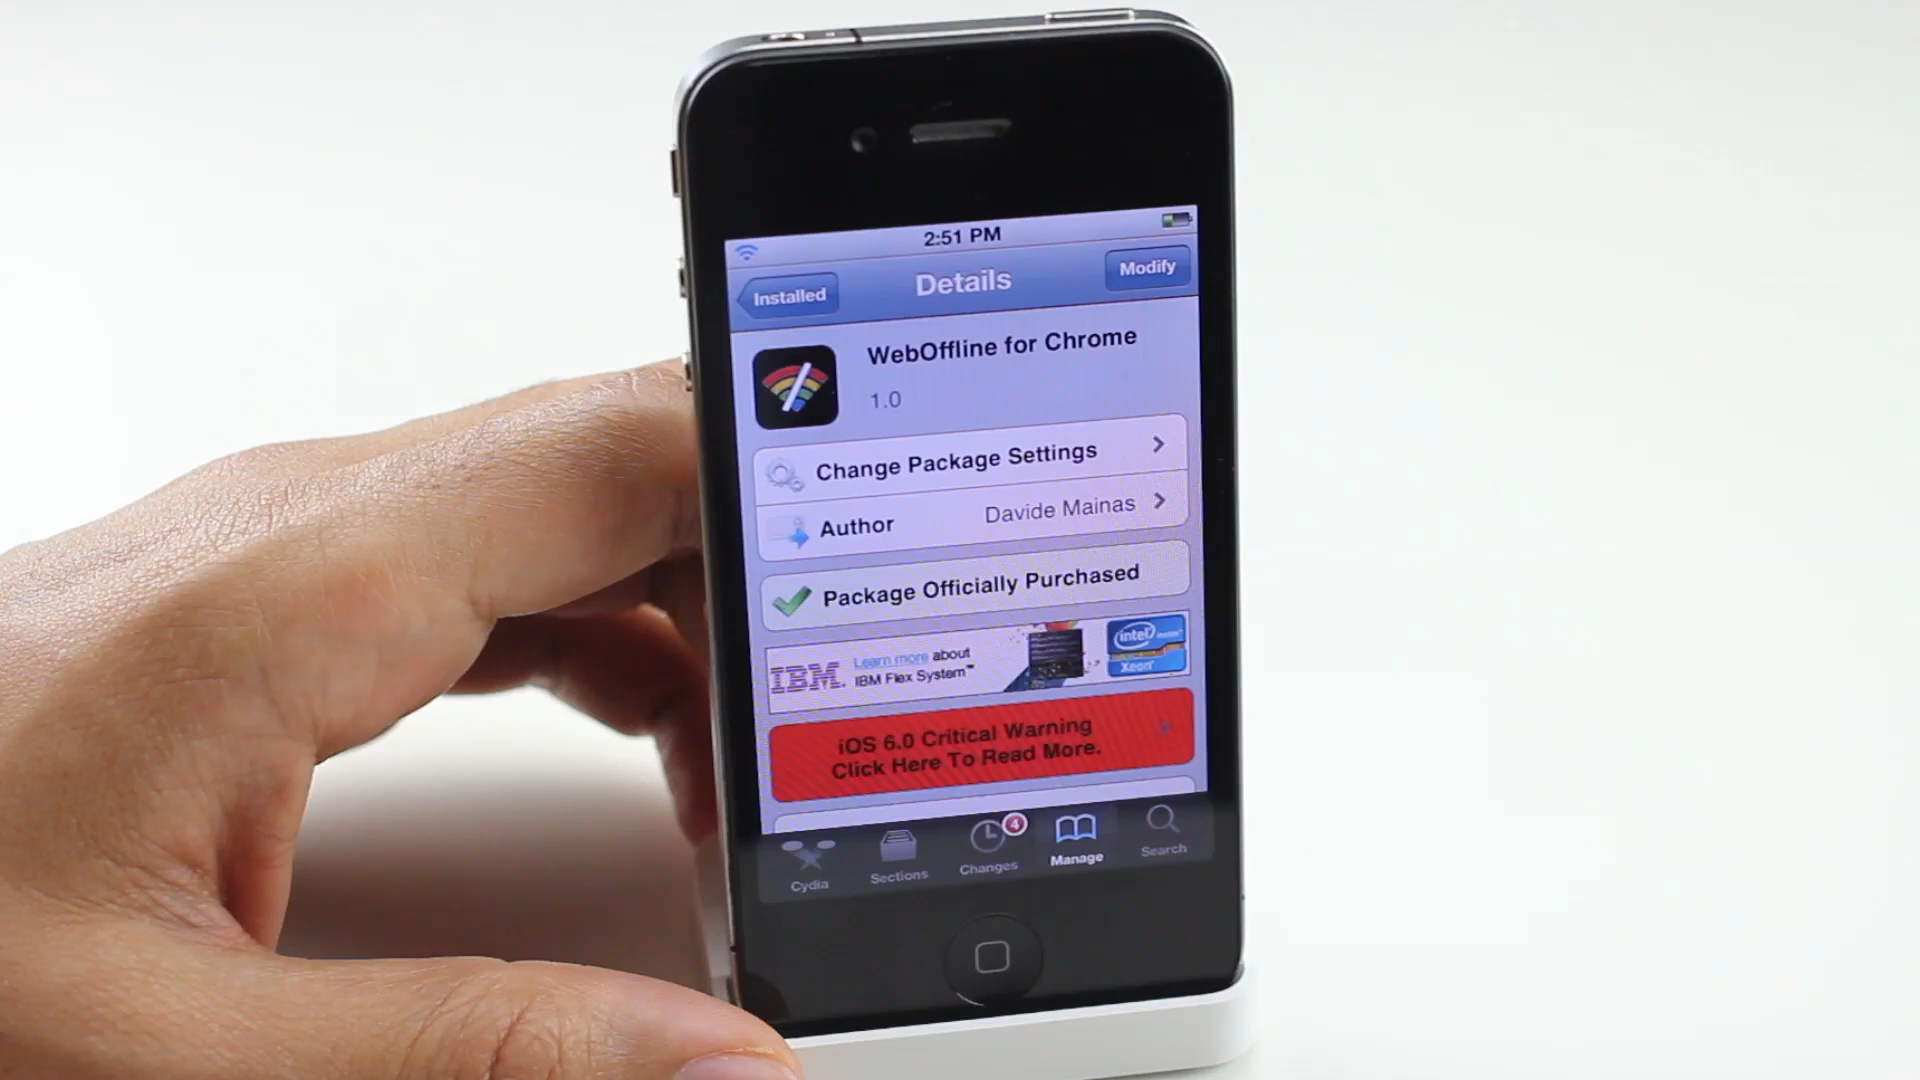 2:51 PM
Installed
Details
Modify
WebOffline for Chrome
1.0
Change Package Settings
Author
Davide Mainas
Package Officially Purchased
IBM.
Learn more about
IBM Flex System™
intel
Xeon
iOS 6.0 Critical Warning
Click Here To Read More.
Cydia
Sections
Changes
4
Manage
Search